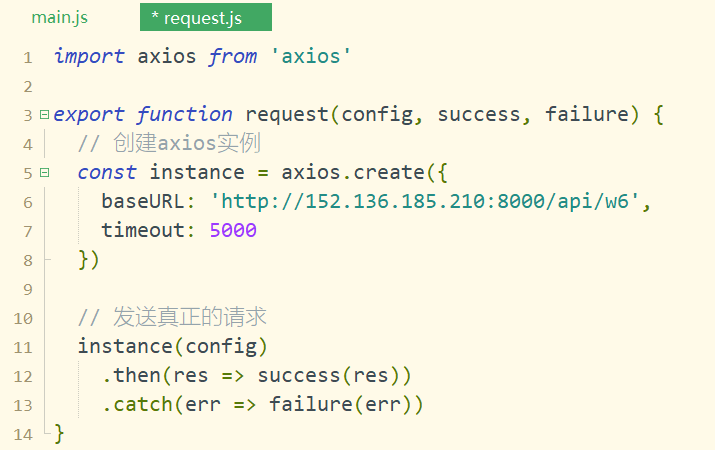 main.js
* request.js
1 import axios from 'axios'
2
3 export function request(config, success, failure) {
4 // 创建axios实例
5 const instance = axios.create({
6 baseURL: 'http://152.136.185.210:8000/api/w6',
7 timeout: 5000
8 })
9
10 // 发送真正的请求
11 instance(config)
12 .then(res => success(res))
13 .catch(err => failure(err))
14 }